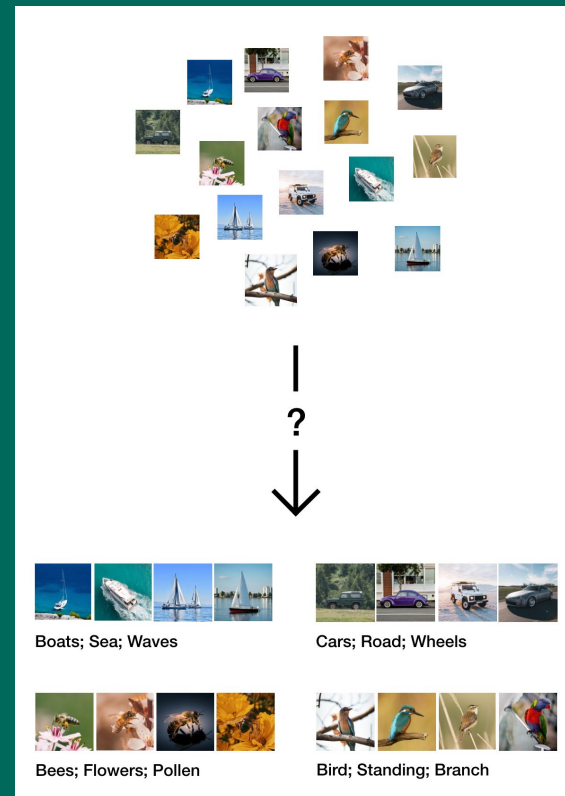 ?
Boats; Sea; Waves
Cars; Road; Wheels
Bees; Flowers; Pollen
Bird; Standing; Branch